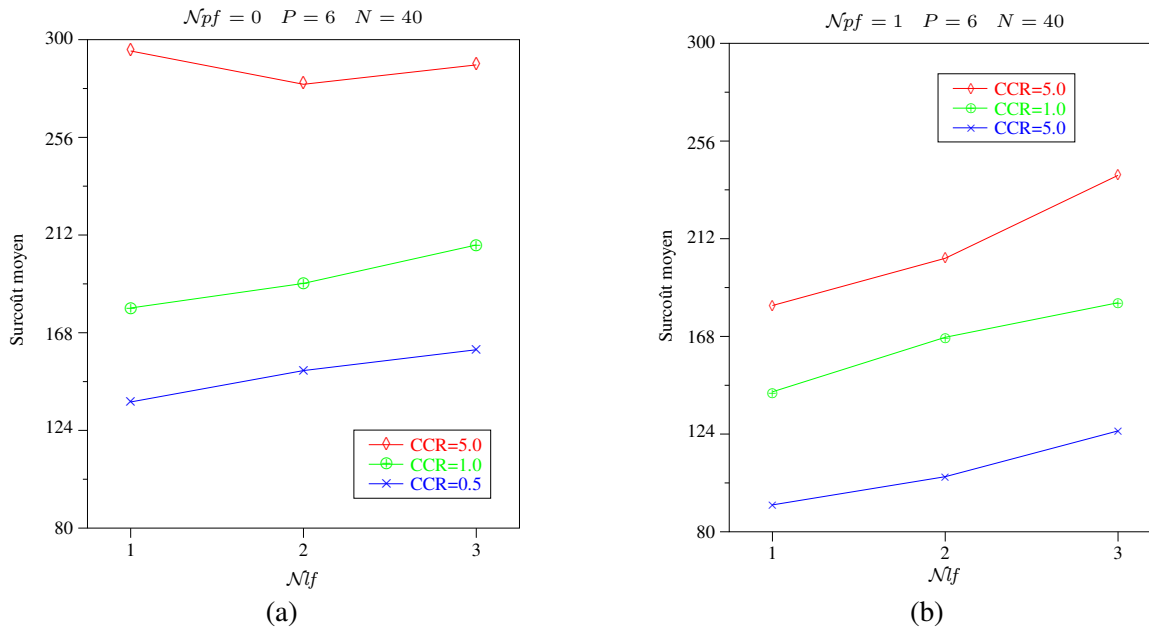 Npf = 0 P = 6 N = 40
300
256
212
168
124
80
Surcoût moyen
CCR=5.0
CCR=1.0
CCR=0.5
1 2 3
Nlf
(a)
Npf = 1 P = 6 N = 40
300
256
212
168
124
80
Surcoût moyen
CCR=5.0
CCR=1.0
CCR=5.0
1 2 3
Nlf
(b)